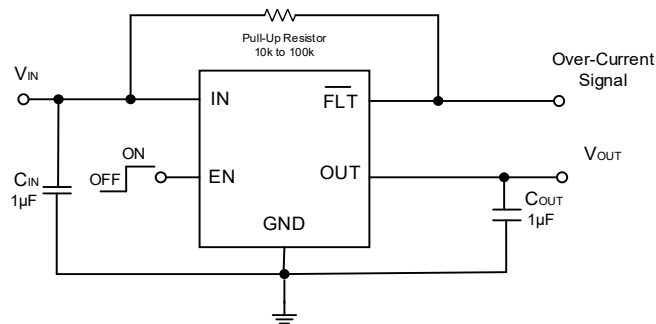 Pull-Up Resistor
10k to 100k
Over-Current
Signal
VIN
IN
FLT
ON
OFF
EN
OUT
VOUT
CIN
1µF
GND
COUT
1µF